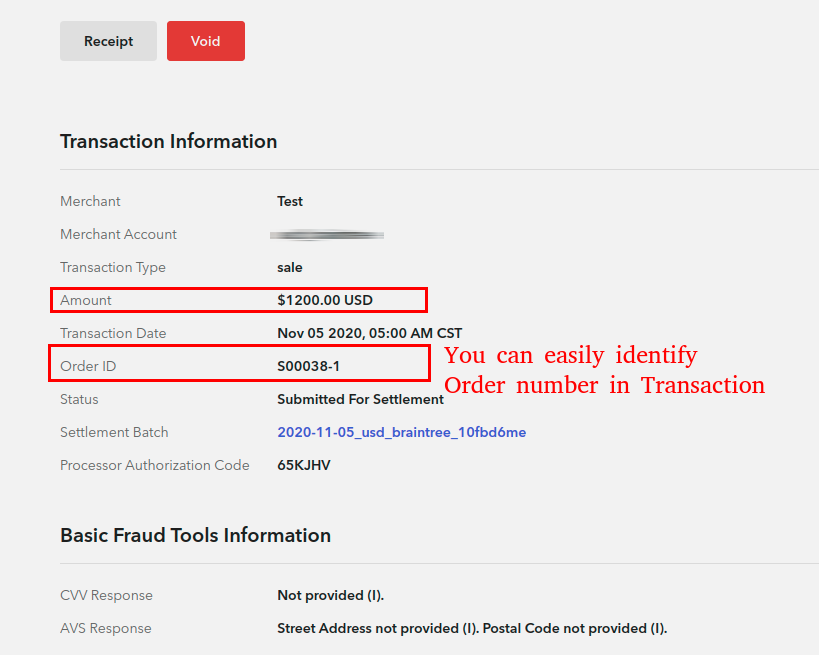 Receipt Void
Transaction Information
Merchant Test
Merchant Account
Transaction Type sale
Amount $1200.00 USD
Transaction Date Nov 05 2020, 05:00 AM CST
Order ID S00038-1
You can easily identify
Order number in Transaction
Status Submitted For Settlement
Settlement Batch 2020-11-05_usd_braintree_10fbd6me
Processor Authorization Code 65KJHV
Basic Fraud Tools Information
CVV Response Not provided (I).
AVS Response Street Address not provided (I). Postal Code not provided (I).